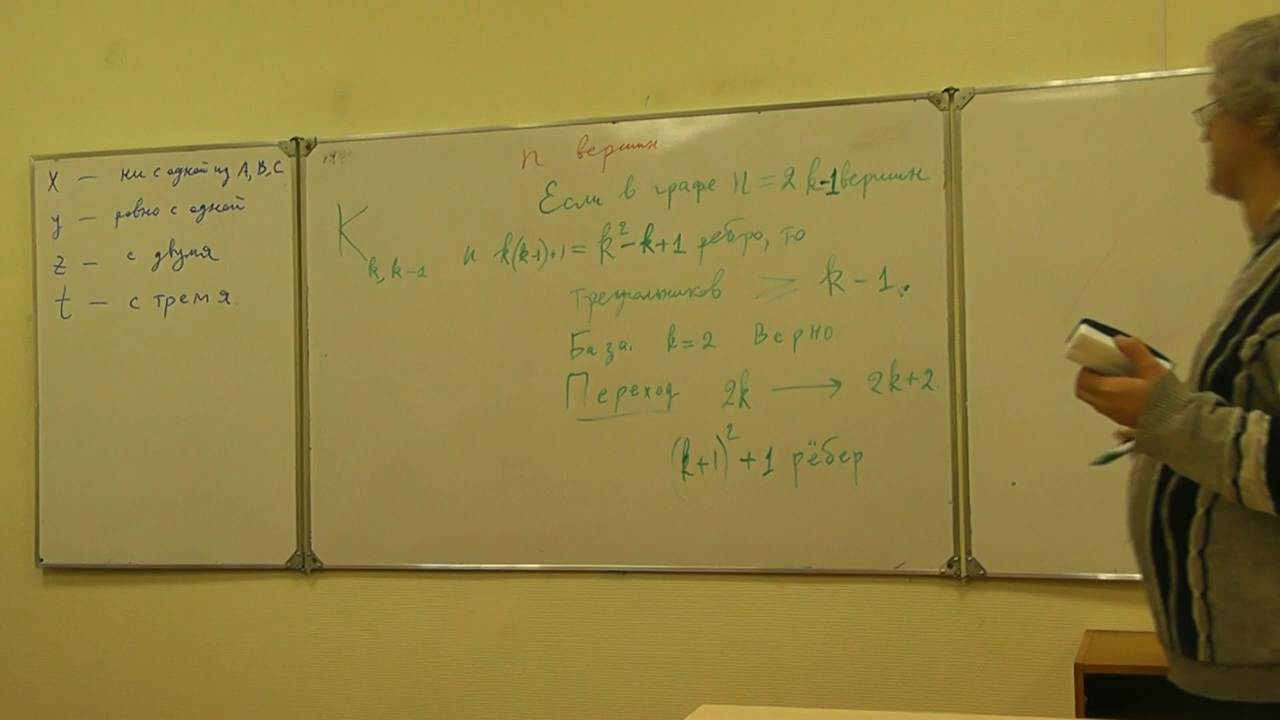 x — ни с одной из A, B, C
y — ровно с одной
z — с двумя
t — с тремя
n вершин
Если в графе n = 2k-1 вершин
K_{k, k-1}
и k(k-1)+1 = k² - k + 1 ребро, то
треугольников ≥ k - 1.
База. k = 2 Верно
Переход 2k → 2k+2.
(k+1)² + 1 рёбер